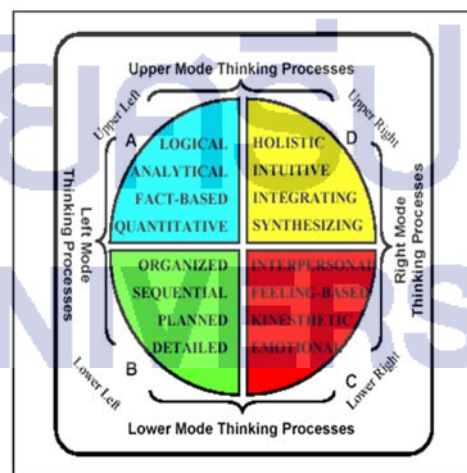 Upper Mode Thinking Processes
Upper Left
Upper Right
A
D
LOGICAL
ANALYTICAL
FACT-BASED
QUANTITATIVE
HOLISTIC
INTUITIVE
INTEGRATING
SYNTHESIZING
Left Mode
Thinking Processes
Right Mode
Thinking Processes
ORGANIZED
SEQUENTIAL
PLANNED
DETAILED
INTERPERSONAL
FEELING-BASED
KINESTHETIC
EMOTIONAL
B
C
Lower Left
Lower Right
Lower Mode Thinking Processes